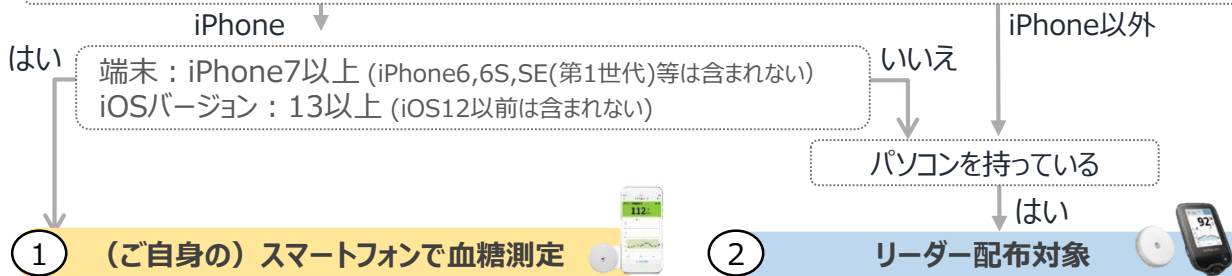 iPhone
iPhone以外
はい
端末：iPhone7以上 (iPhone6,6S,SE(第1世代)等は含まれない)
iOSバージョン：13以上 (iOS12以前は含まれない)
いいえ
パソコンを持っている
はい
1 （ご自身の）スマートフォンで血糖測定
112
2 リーダー配布対象
92